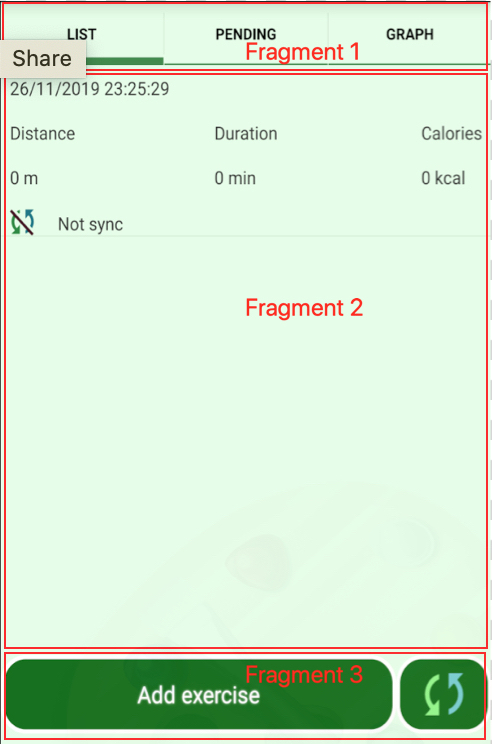 LIST PENDING GRAPH
Fragment 1
Share
26/11/2019 23:25:29
Distance Duration Calories
0 m 0 min 0 kcal
Not sync
Fragment 2
Fragment 3
Add exercise